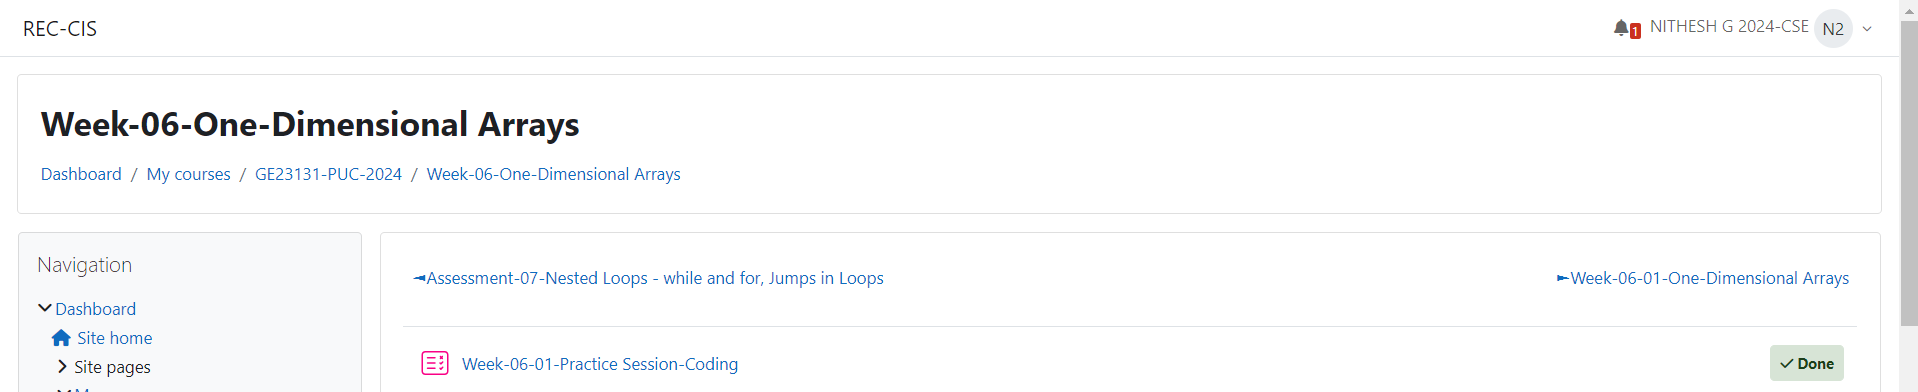 REC-CIS
1 NITHESH G 2024-CSE N2
Week-06-One-Dimensional Arrays
Dashboard / My courses / GE23131-PUC-2024 / Week-06-One-Dimensional Arrays
Navigation
Dashboard
Site home
Site pages
◄Assessment-07-Nested Loops - while and for, Jumps in Loops
►Week-06-01-One-Dimensional Arrays
Week-06-01-Practice Session-Coding
✓ Done